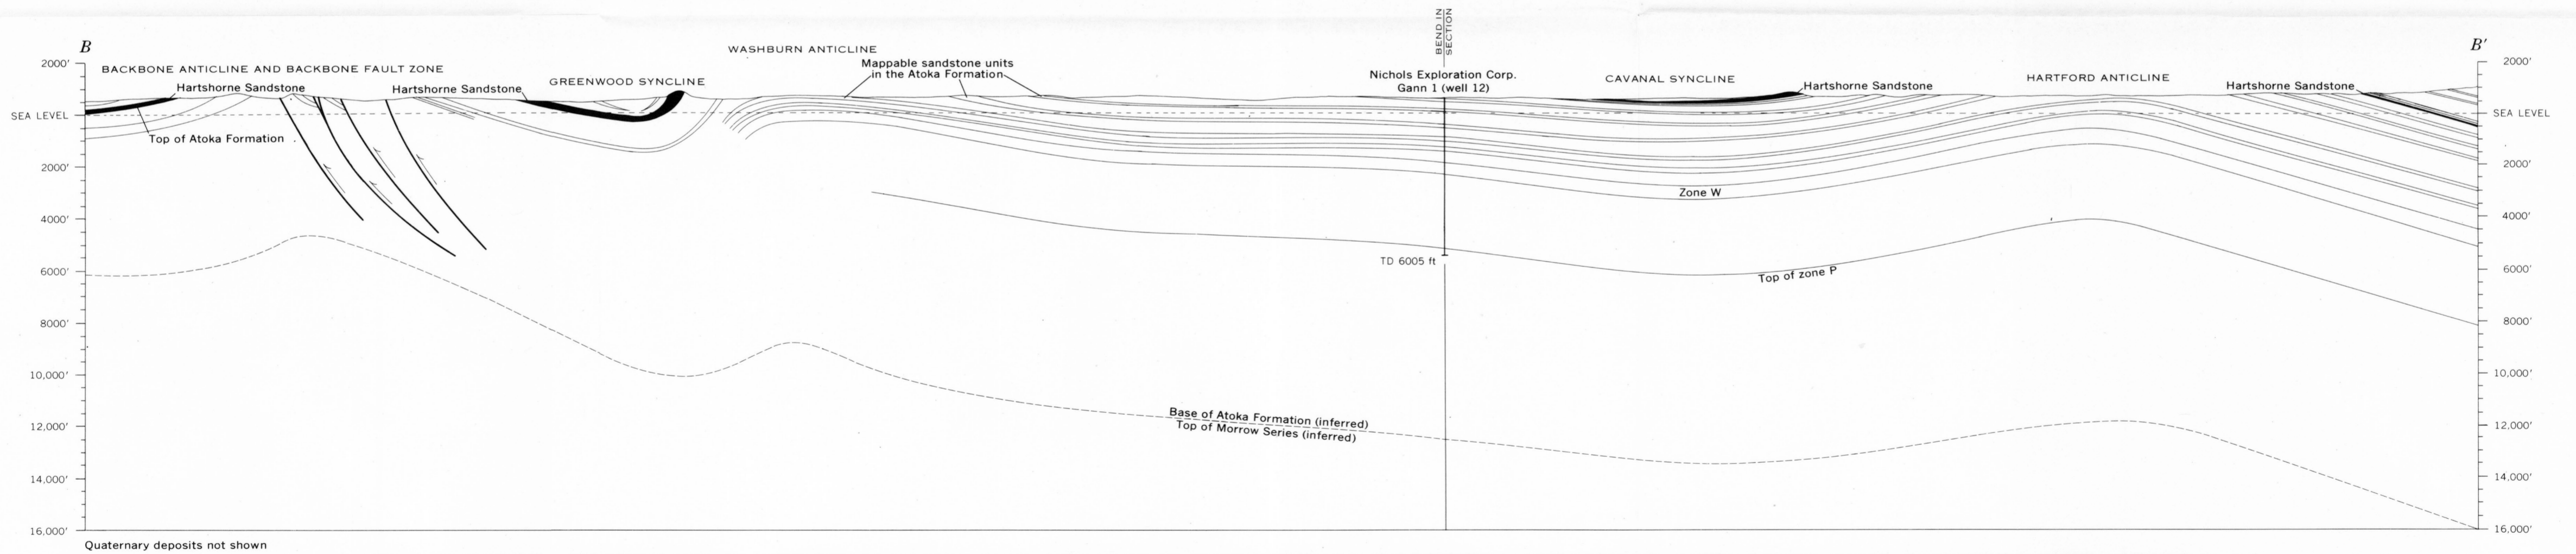 B
B'
BEND IN
SECTION
WASHBURN ANTICLINE
2000'
BACKBONE ANTICLINE AND BACKBONE FAULT ZONE
GREENWOOD SYNCLINE
Mappable sandstone units
in the Atoka Formation
Nichols Exploration Corp.
Gann 1 (well 12)
CAVANAL SYNCLINE
HARTFORD ANTICLINE
2000'
Hartshorne Sandstone
Hartshorne Sandstone
Hartshorne Sandstone
Hartshorne Sandstone
SEA LEVEL
SEA LEVEL
Top of Atoka Formation
2000'
2000'
Zone W
4000'
4000'
TD 6005 ft
Top of zone P
6000'
6000'
8000'
8000'
10,000'
10,000'
Base of Atoka Formation (inferred)
Top of Morrow Series (inferred)
12,000'
12,000'
14,000'
14,000'
16,000'
16,000'
Quaternary deposits not shown